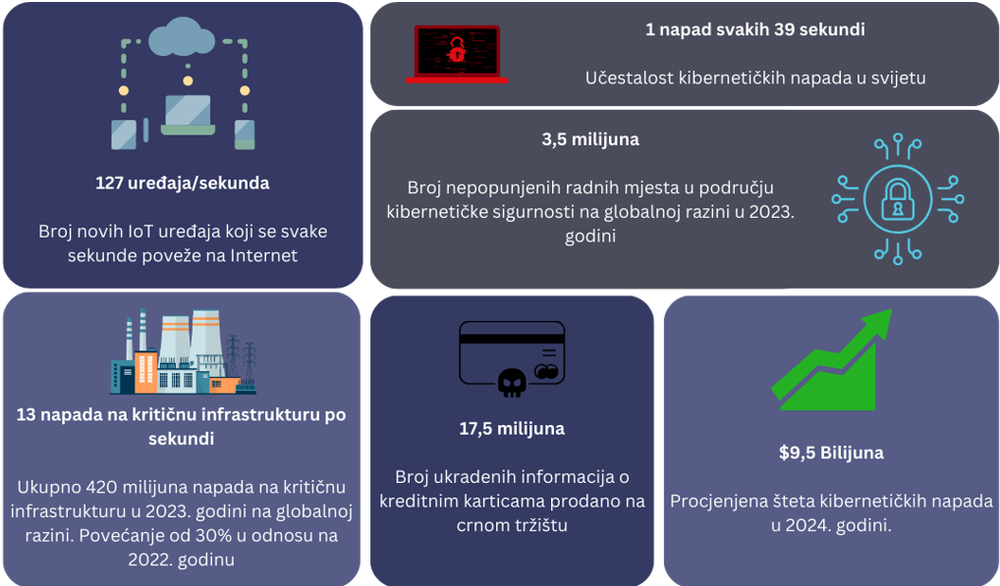 127 uređaja/sekunda
Broj novih IoT uređaja koji se svake
sekunde poveže na Internet
1 napad svakih 39 sekundi
Učestalost kibernetičkih napada u svijetu
3,5 milijuna
Broj nepopunjenih radnih mjesta u području
kibernetičke sigurnosti na globalnoj razini u 2023.
godini
13 napada na kritičnu infrastrukturu po
sekundi
Ukupno 420 milijuna napada na kritičnu
infrastrukturu u 2023. godini na globalnoj
razini. Povećanje od 30% u odnosu na
2022. godinu
17,5 milijuna
Broj ukradenih informacija o
kreditnim karticama prodano na
crnom tržištu
$9,5 Bilijuna
Procjenjena šteta kibernetičkih napada
u 2024. godini.